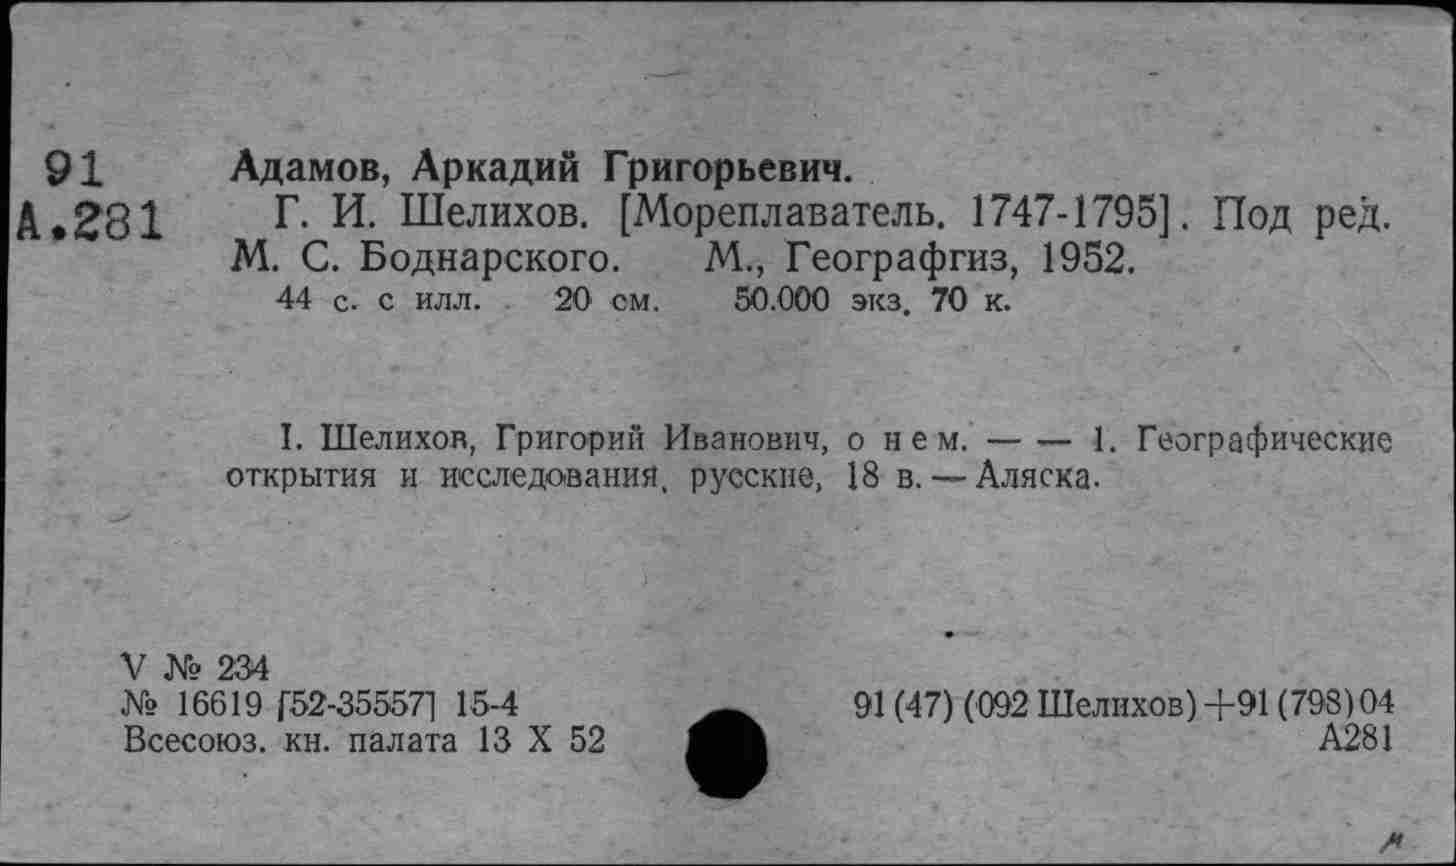 91 Адамов, Аркадий Григорьевич.
А.281 Г. И. Шелихов. [Мореплаватель. 1747-1795]. Под ред.
М. С. Боднарского. М., Географгиз, 1952.
44 с. с илл. 20 см. 50.000 экз. 70 к.
I. Шелихов, Григорий Иванович, о н е м. — — 1. Географические
открытия и исследования, русские, 18 в. — Аляска.
V № 234
№ 16619 [52-35557] 15-4
Всесоюз. кн. палата 13 X 52
91 (47) (092 Шелихов)+91 (798)04
А281